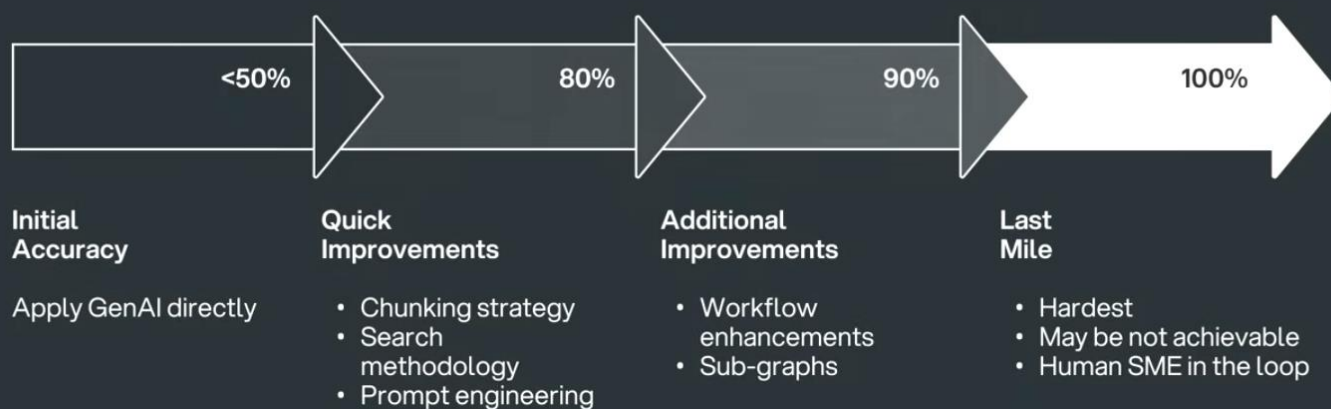 <50%
80%
90%
100%
Initial
Accuracy
Apply GenAI directly
Quick
Improvements
• Chunking strategy
• Search
methodology
• Prompt engineering
Additional
Improvements
• Workflow
enhancements
• Sub-graphs
Last
Mile
• Hardest
• May be not achievable
• Human SME in the loop